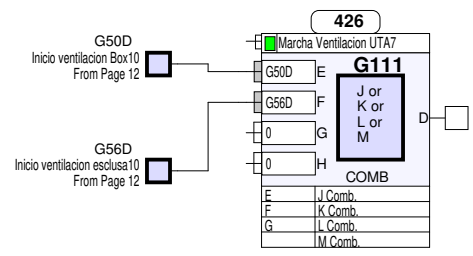 426
Marcha Ventilacion UTA7
G50D
Inicio ventilacion Box10
From Page 12
G50D E
G111
J or
K or
L or
M
G56D F
D
0 G
G56D
Inicio ventilacion esclusa10
From Page 12
0 H
COMB
E J Comb.
F K Comb.
G L Comb.
M Comb.